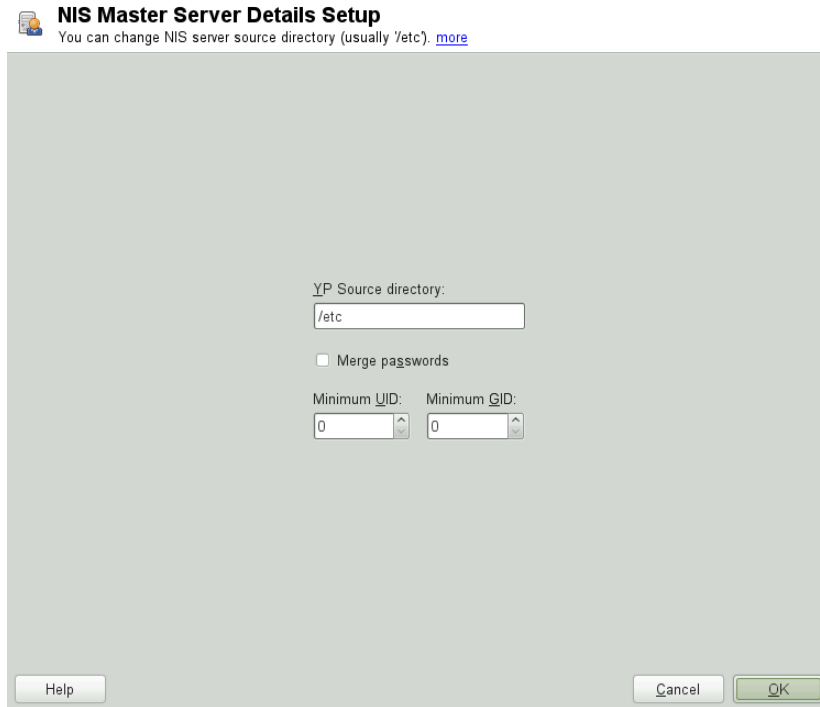 NIS Master Server Details Setup
You can change NIS server source directory (usually '/etc'). more
YP Source directory:
/etc
Merge passwords
Minimum UID: Minimum GID:
0 0
Help Cancel OK